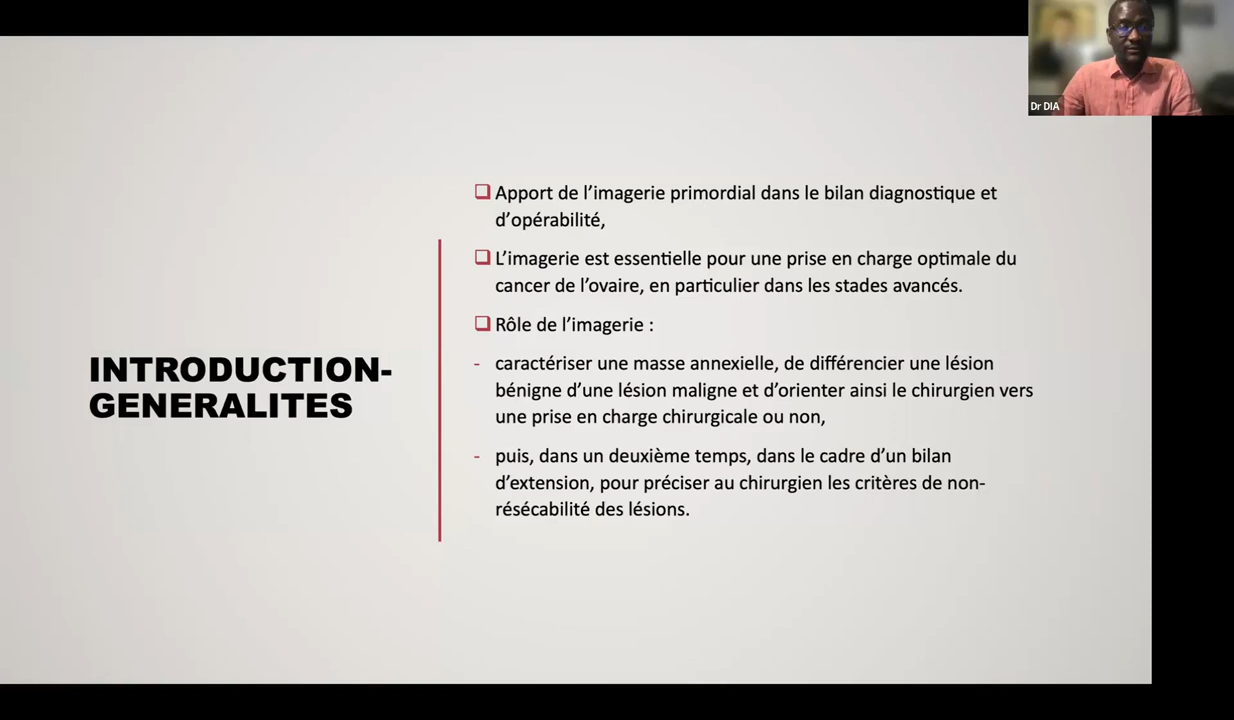 Dr DIA
INTRODUCTION-
GENERALITES
❑ Apport de l’imagerie primordial dans le bilan diagnostique et
d’opérabilité,
❑ L’imagerie est essentielle pour une prise en charge optimale du
cancer de l’ovaire, en particulier dans les stades avancés.
❑ Rôle de l’imagerie :
- caractériser une masse annexielle, de différencier une lésion
bénigne d’une lésion maligne et d’orienter ainsi le chirurgien vers
une prise en charge chirurgicale ou non,
- puis, dans un deuxième temps, dans le cadre d’un bilan
d’extension, pour préciser au chirurgien les critères de non-
résécabilité des lésions.